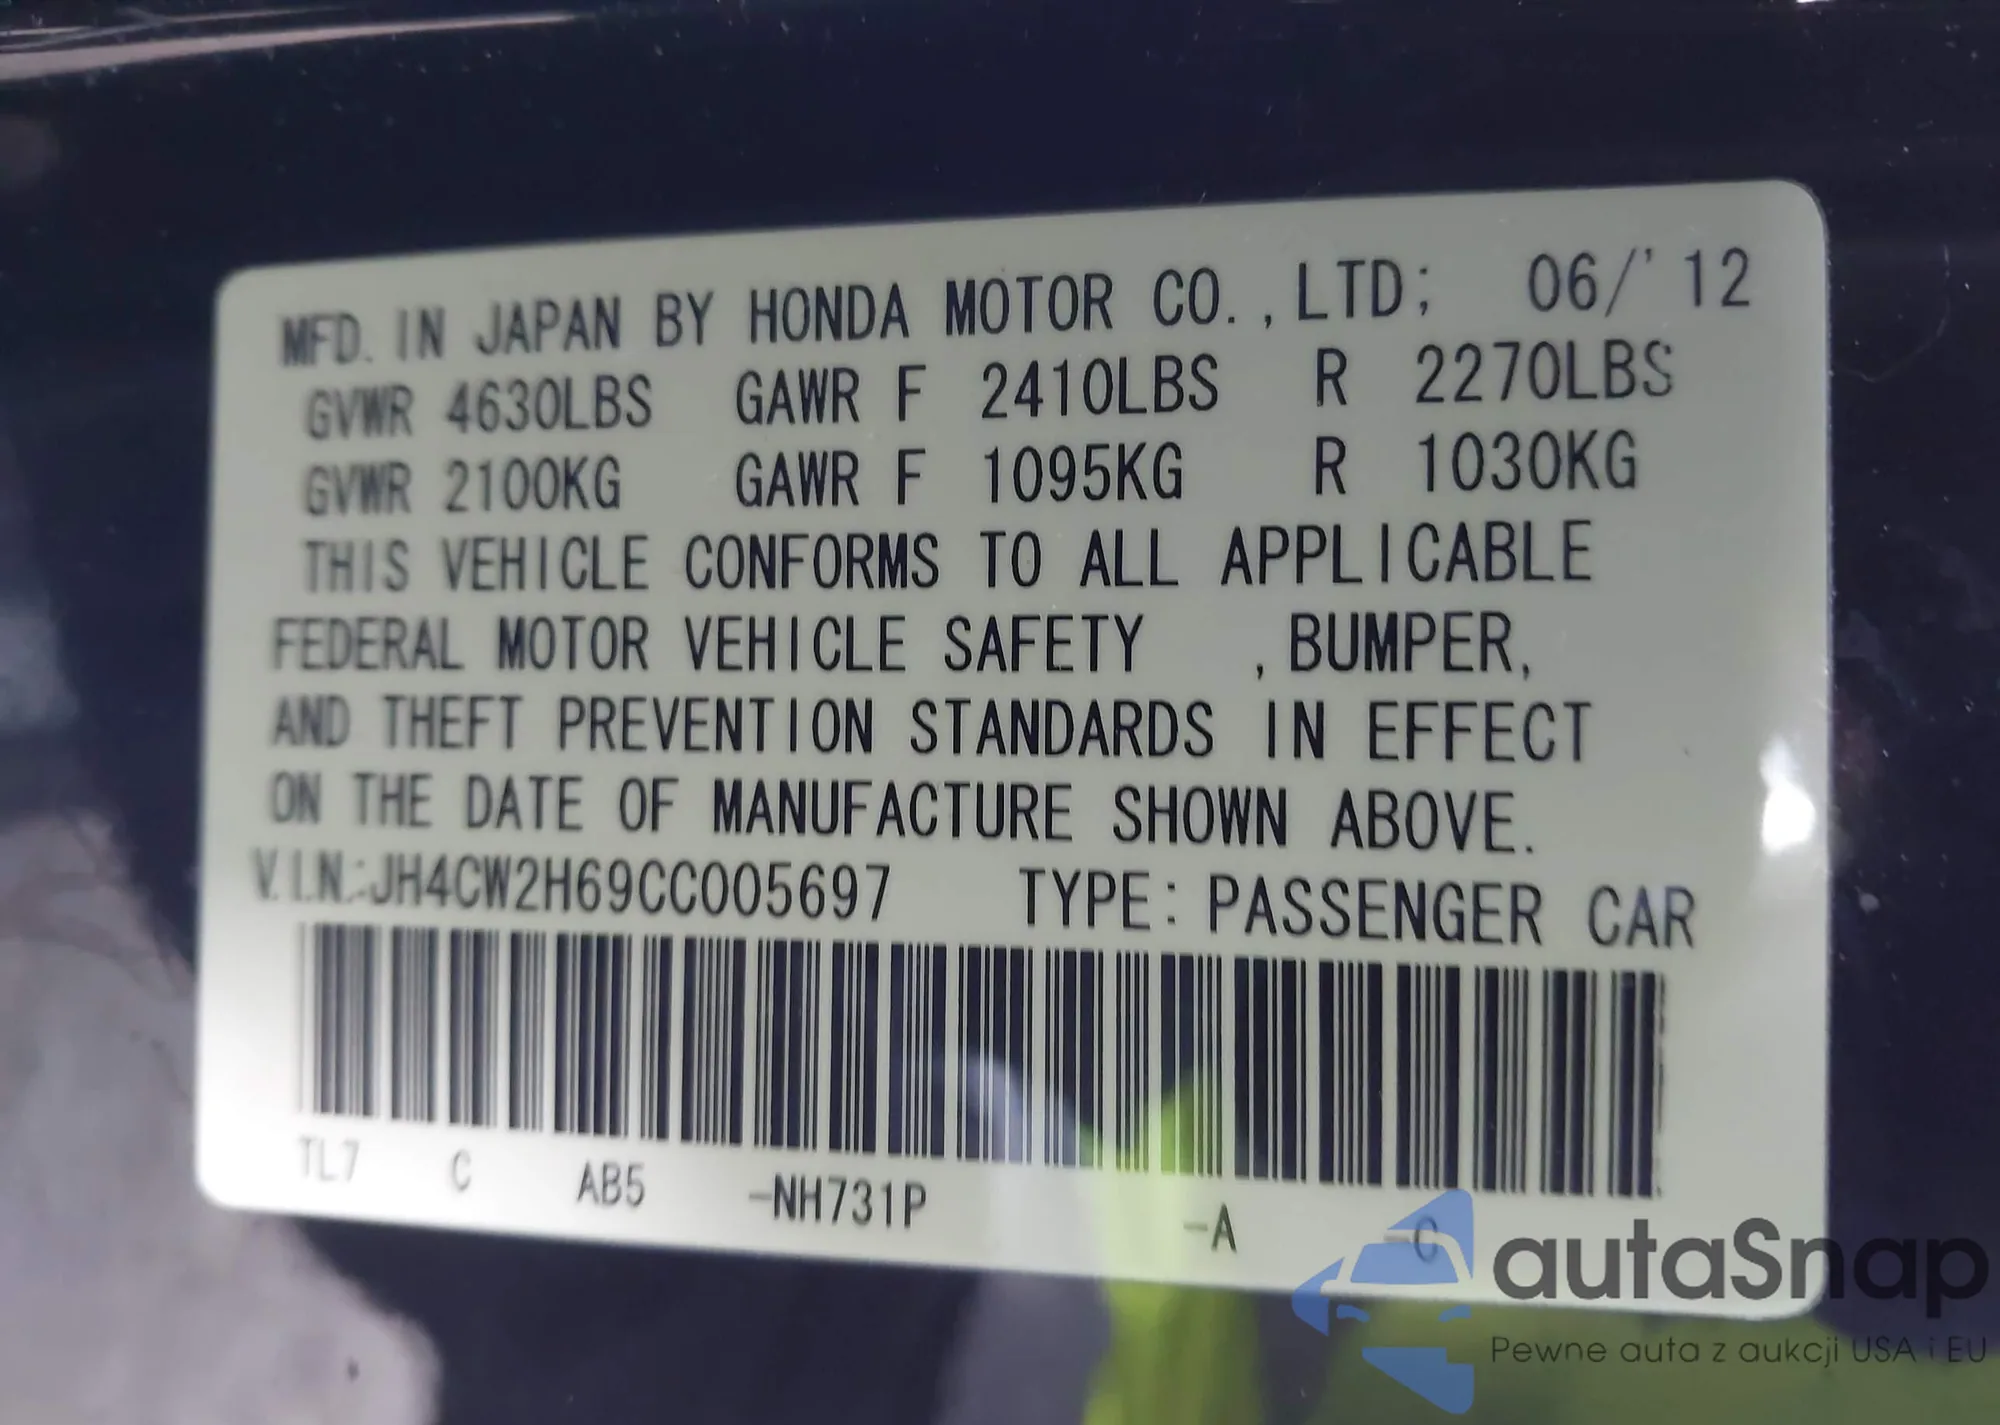 MFD. IN JAPAN BY HONDA MOTOR CO., LTD; 06/'12
GVWR 4630LBS GAWR F 2410LBS R 2270LBS
GVWR 2100KG GAWR F 1095KG R 1030KG
THIS VEHICLE CONFORMS TO ALL APPLICABLE
FEDERAL MOTOR VEHICLE SAFETY , BUMPER,
AND THEFT PREVENTION STANDARDS IN EFFECT
ON THE DATE OF MANUFACTURE SHOWN ABOVE.
V.I.N.:JH4CW2H69CC005697 TYPE: PASSENGER CAR
TL7 C AB5 -NH731P -A -C
autaSnap
Pewne auta z aukcji USA i EU